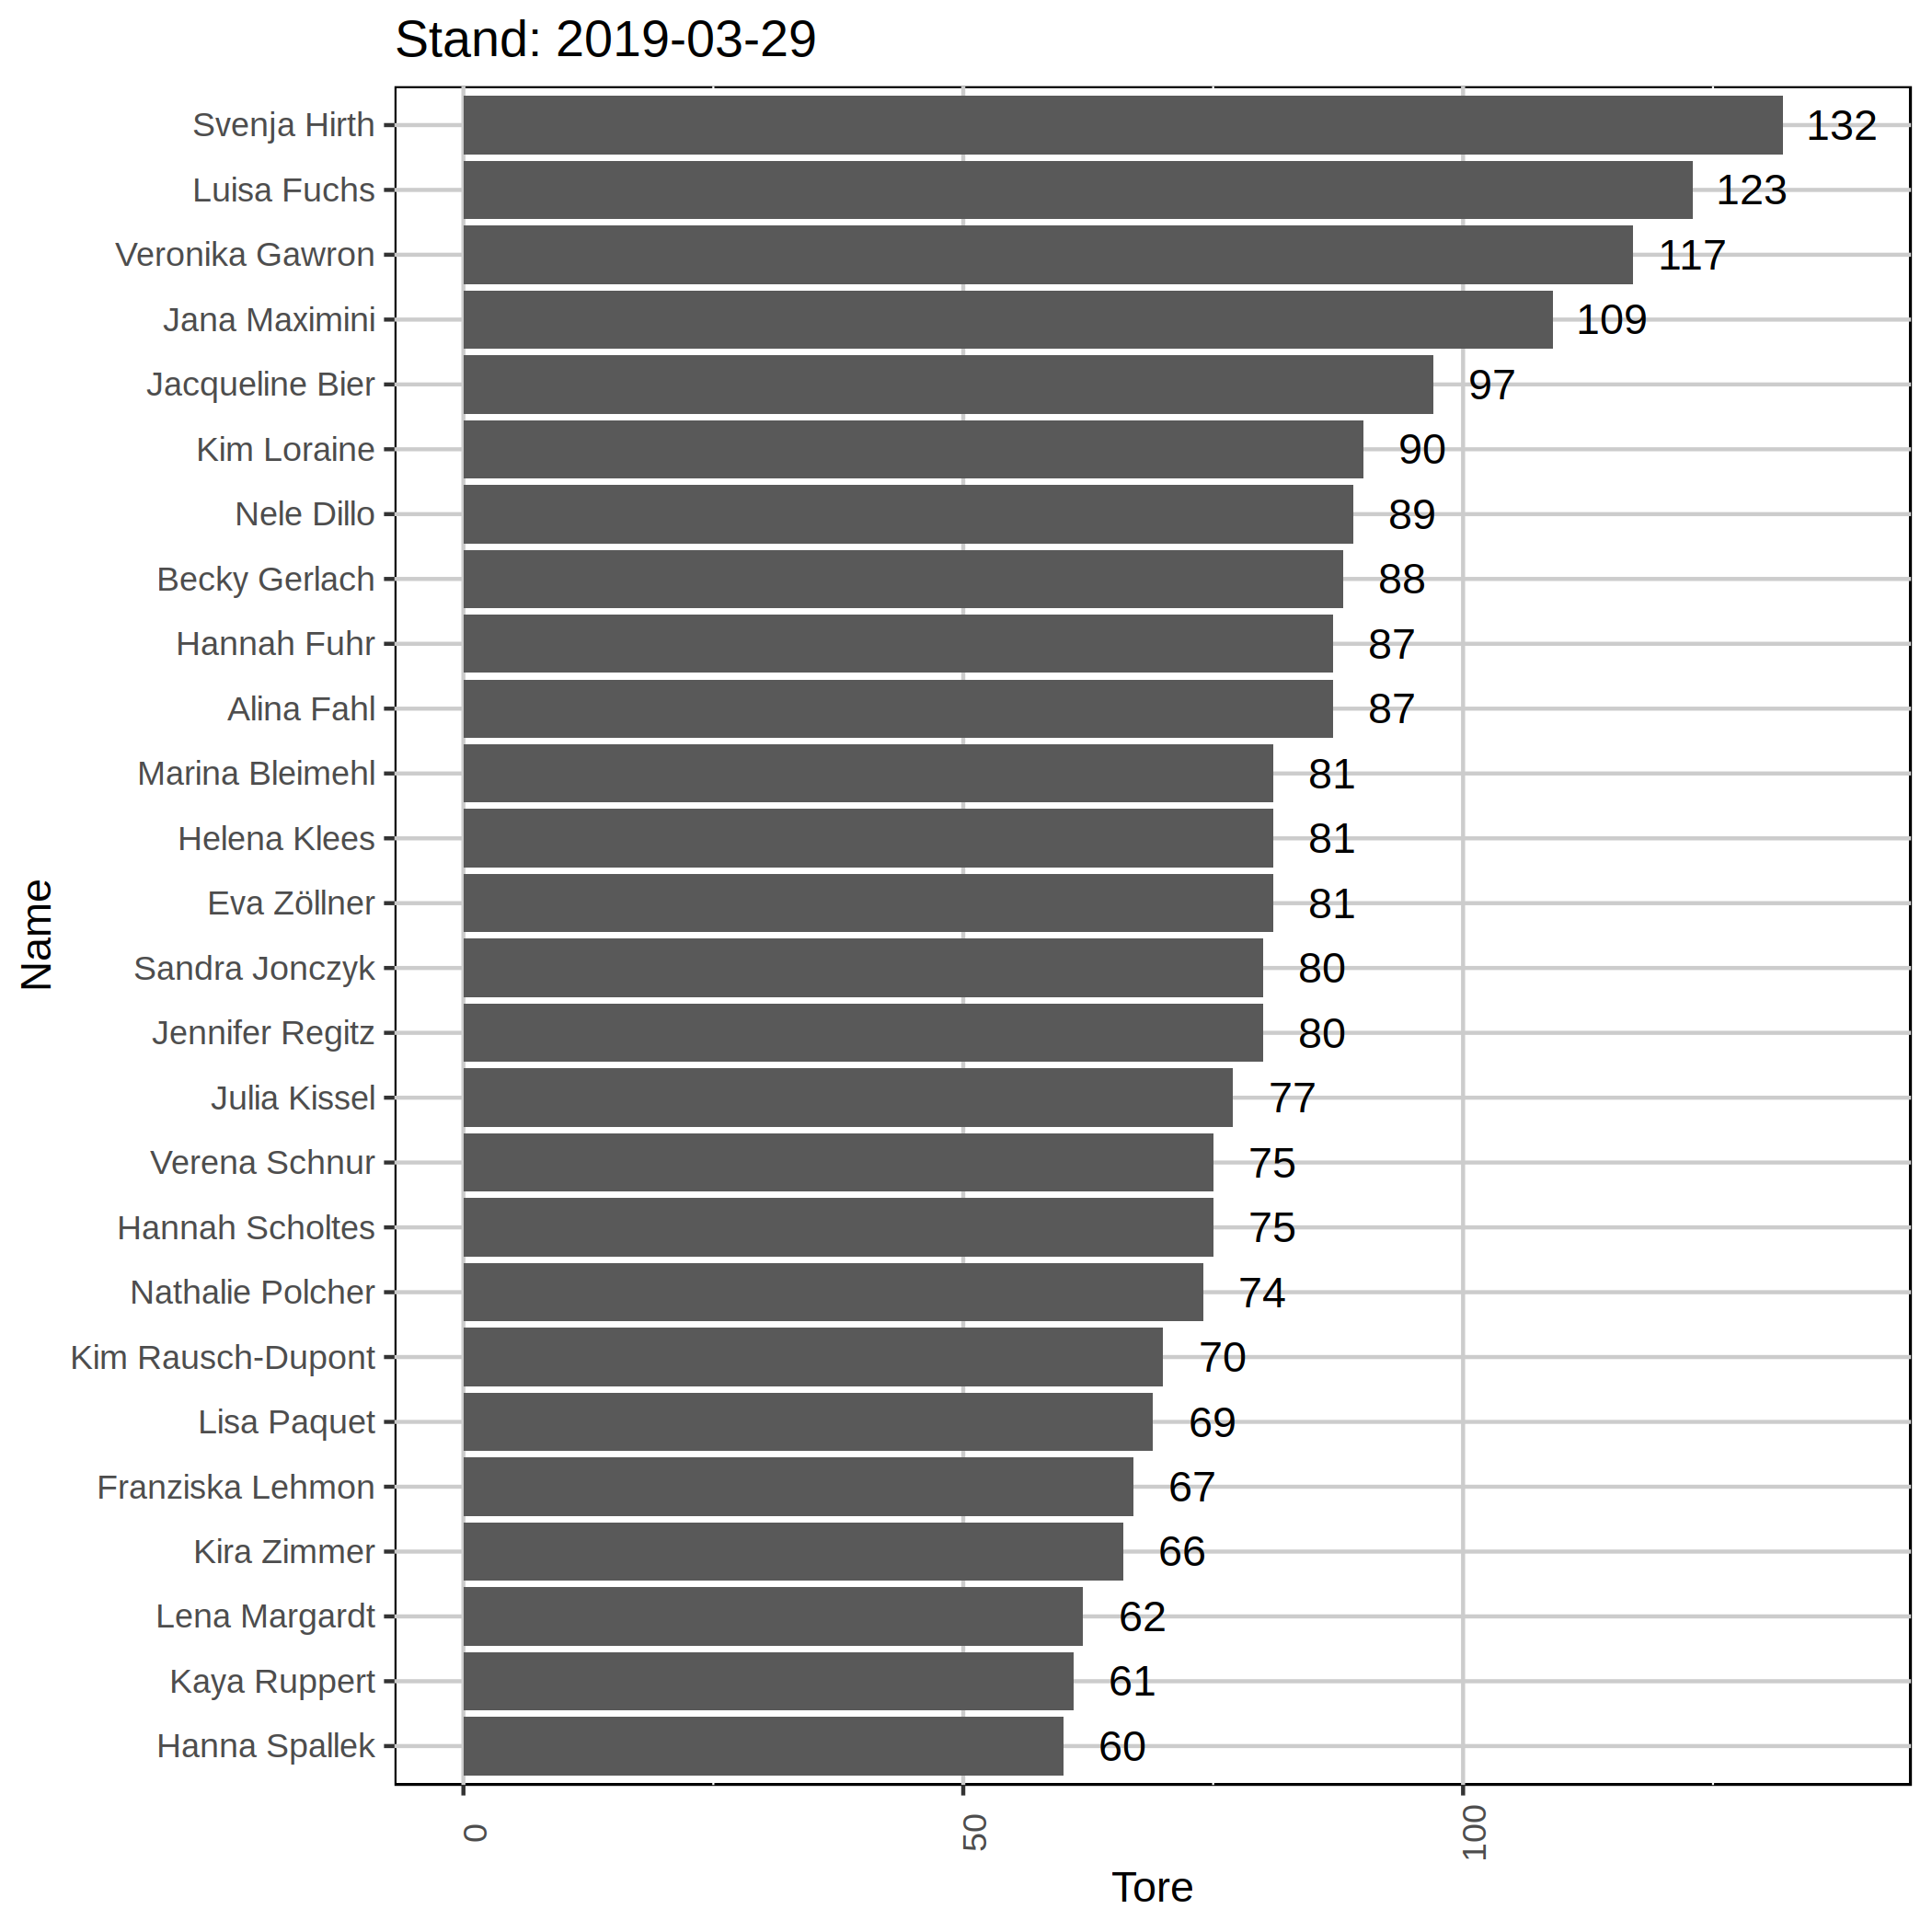 Stand: 2019-03-29
Svenja Hirth 132
Luisa Fuchs 123
Veronika Gawron 117
Jana Maximini 109
Jacqueline Bier 97
Kim Loraine 90
Nele Dillo 89
Becky Gerlach 88
Hannah Fuhr 87
Alina Fahl 87
Marina Bleimehl 81
Helena Klees 81
Eva Zöllner 81
Sandra Jonczyk 80
Jennifer Regitz 80
Julia Kissel 77
Verena Schnur 75
Hannah Scholtes 75
Nathalie Polcher 74
Kim Rausch-Dupont 70
Lisa Paquet 69
Franziska Lehmon 67
Kira Zimmer 66
Lena Margardt 62
Kaya Ruppert 61
Hanna Spallek 60
Name
0 50 100
Tore